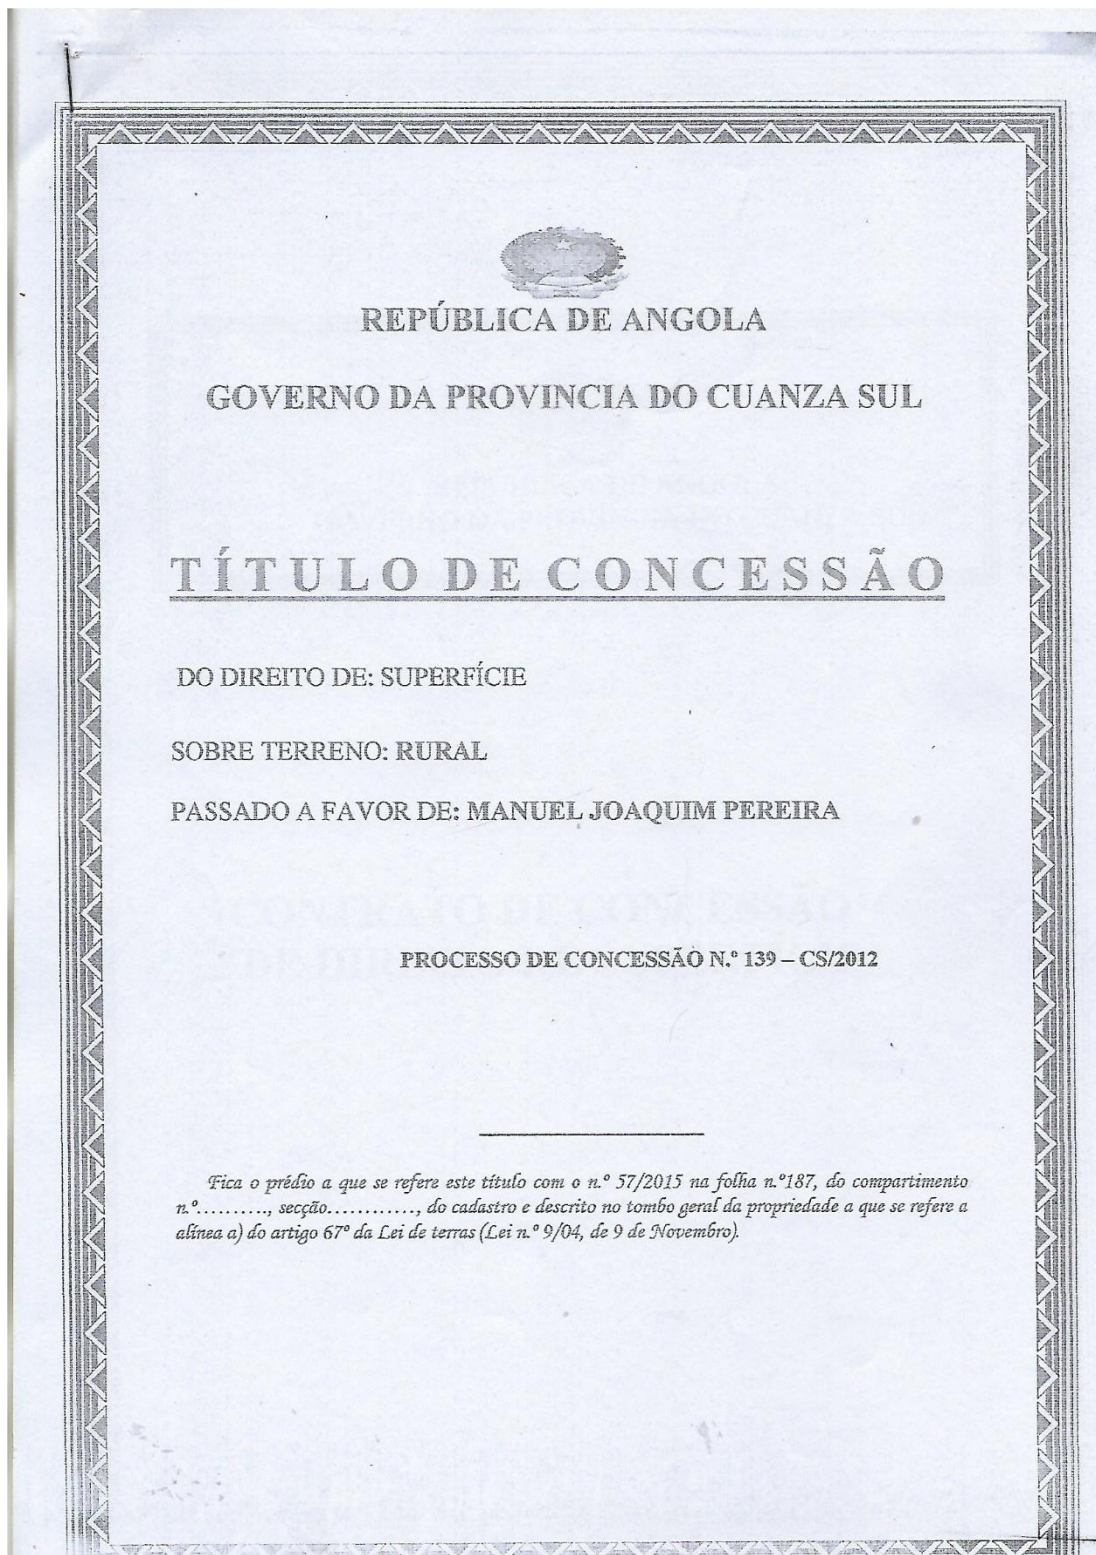 REPÚBLICA DE ANGOLA
GOVERNO DA PROVINCIA DO CUANZA SUL
TÍTULO DE CONCESSÃO
DO DIREITO DE: SUPERFÍCIE
SOBRE TERRENO: RURAL
PASSADO A FAVOR DE: MANUEL JOAQUIM PEREIRA
PROCESSO DE CONCESSÃO N.º 139 – CS/2012
Fica o prédio a que se refere este título com o n.º 57/2015 na folha n.º187, do compartimento
n.º.........., secção............, do cadastro e descrito no tombo geral da propriedade a que se refere a
alínea a) do artigo 67º da Lei de terras (Lei n.º 9/04, de 9 de Novembro).